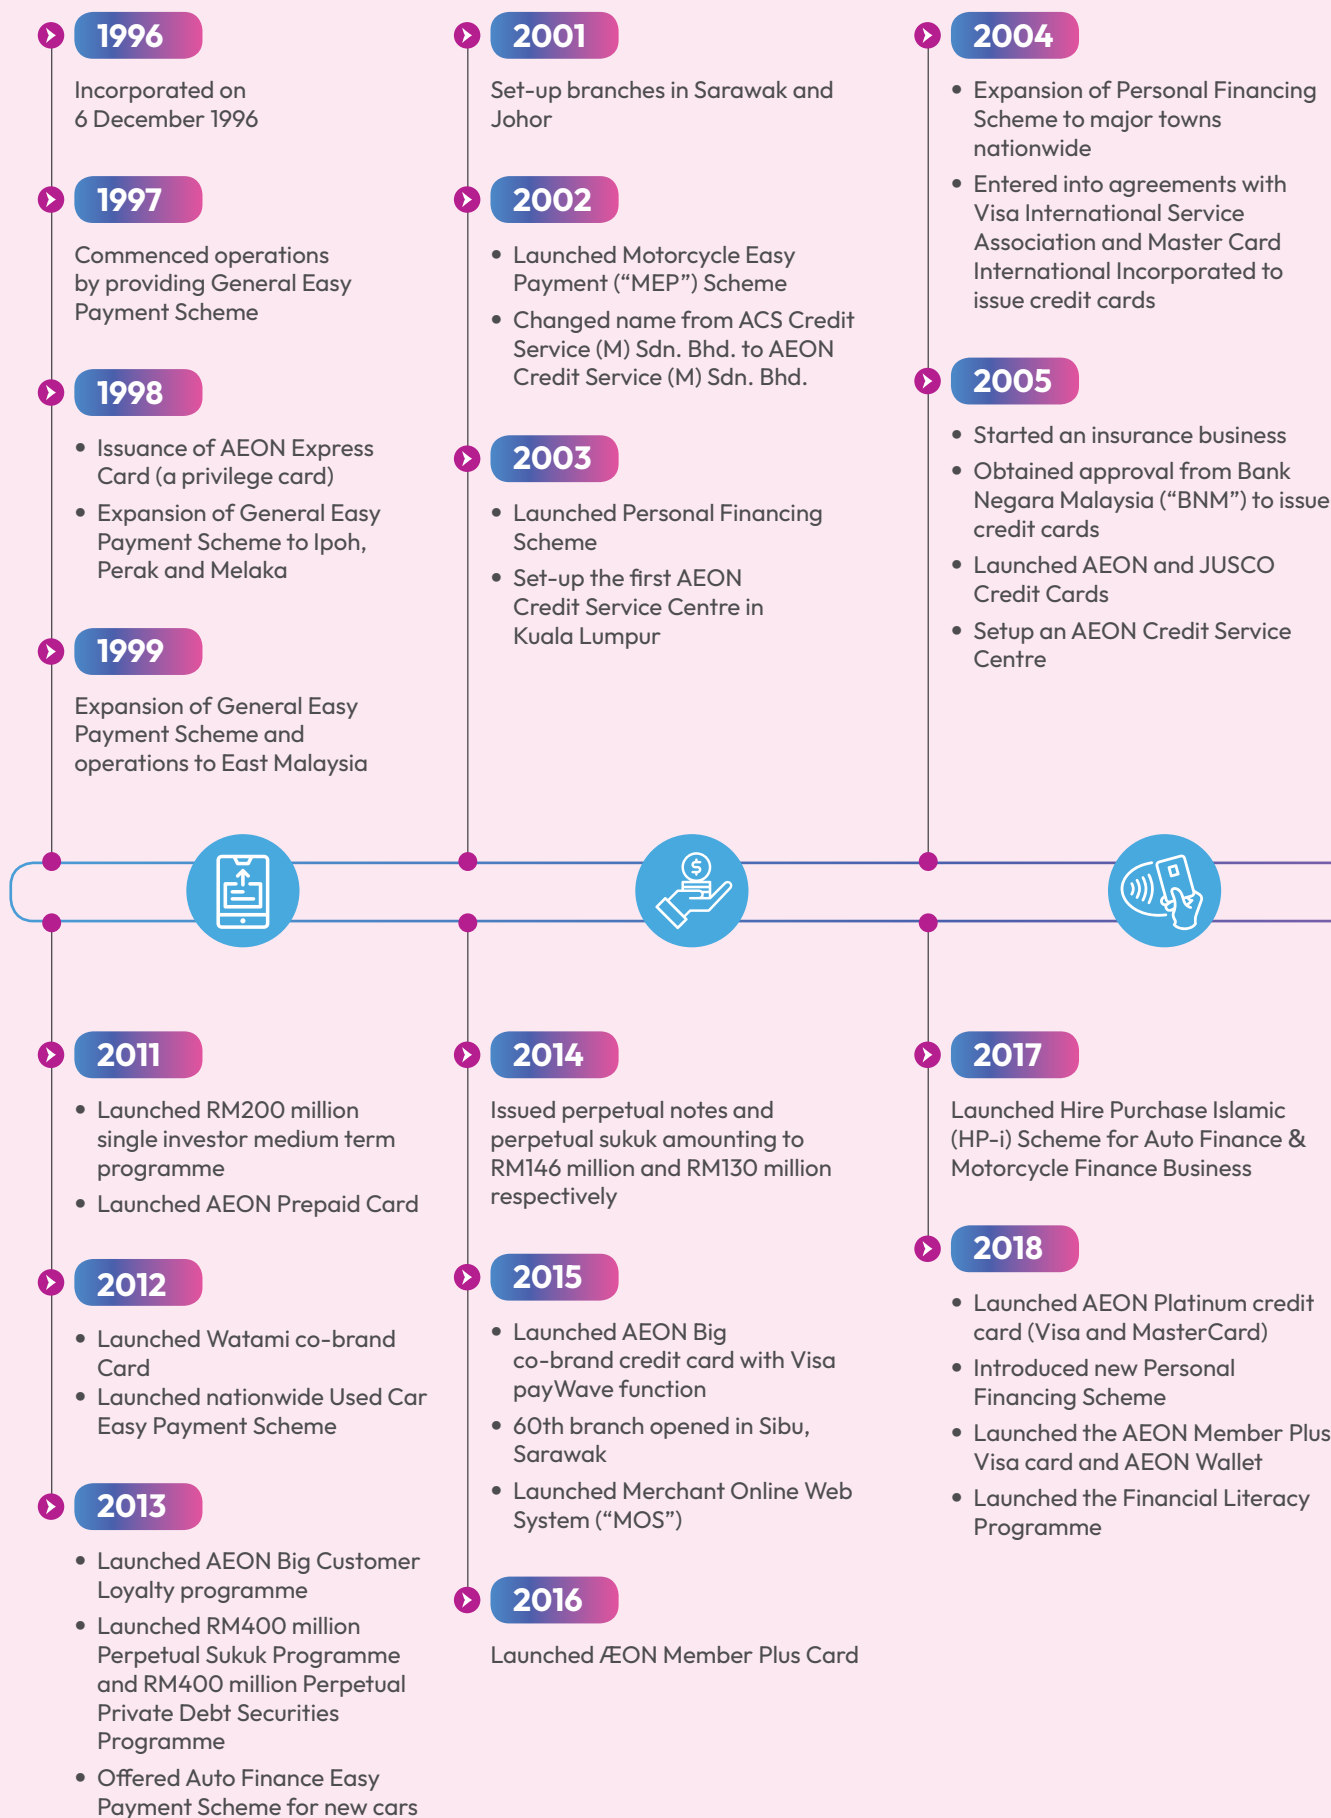 1996
Incorporated on
6 December 1996
1997
Commenced operations
by providing General Easy
Payment Scheme
1998
• Issuance of AEON Express
Card (a privilege card)
• Expansion of General Easy
Payment Scheme to Ipoh,
Perak and Melaka
1999
Expansion of General Easy
Payment Scheme and
operations to East Malaysia
2001
Set-up branches in Sarawak and
Johor
2002
• Launched Motorcycle Easy
Payment (“MEP”) Scheme
• Changed name from ACS Credit
Service (M) Sdn. Bhd. to AEON
Credit Service (M) Sdn. Bhd.
2003
• Launched Personal Financing
Scheme
• Set-up the first AEON
Credit Service Centre in
Kuala Lumpur
2004
• Expansion of Personal Financing
Scheme to major towns
nationwide
• Entered into agreements with
Visa International Service
Association and Master Card
International Incorporated to
issue credit cards
2005
• Started an insurance business
• Obtained approval from Bank
Negara Malaysia (“BNM”) to issue
credit cards
• Launched AEON and JUSCO
Credit Cards
• Setup an AEON Credit Service
Centre
2011
• Launched RM200 million
single investor medium term
programme
• Launched AEON Prepaid Card
2012
• Launched Watami co-brand
Card
• Launched nationwide Used Car
Easy Payment Scheme
2013
• Launched AEON Big Customer
Loyalty programme
• Launched RM400 million
Perpetual Sukuk Programme
and RM400 million Perpetual
Private Debt Securities
Programme
• Offered Auto Finance Easy
Payment Scheme for new cars
2014
Issued perpetual notes and
perpetual sukuk amounting to
RM146 million and RM130 million
respectively
2015
• Launched AEON Big
co-brand credit card with Visa
payWave function
• 60th branch opened in Sibu,
Sarawak
• Launched Merchant Online Web
System (“MOS”)
2016
Launched ÆON Member Plus Card
2017
Launched Hire Purchase Islamic
(HP-i) Scheme for Auto Finance &
Motorcycle Finance Business
2018
• Launched AEON Platinum credit
card (Visa and MasterCard)
• Introduced new Personal
Financing Scheme
• Launched the AEON Member Plus
Visa card and AEON Wallet
• Launched the Financial Literacy
Programme